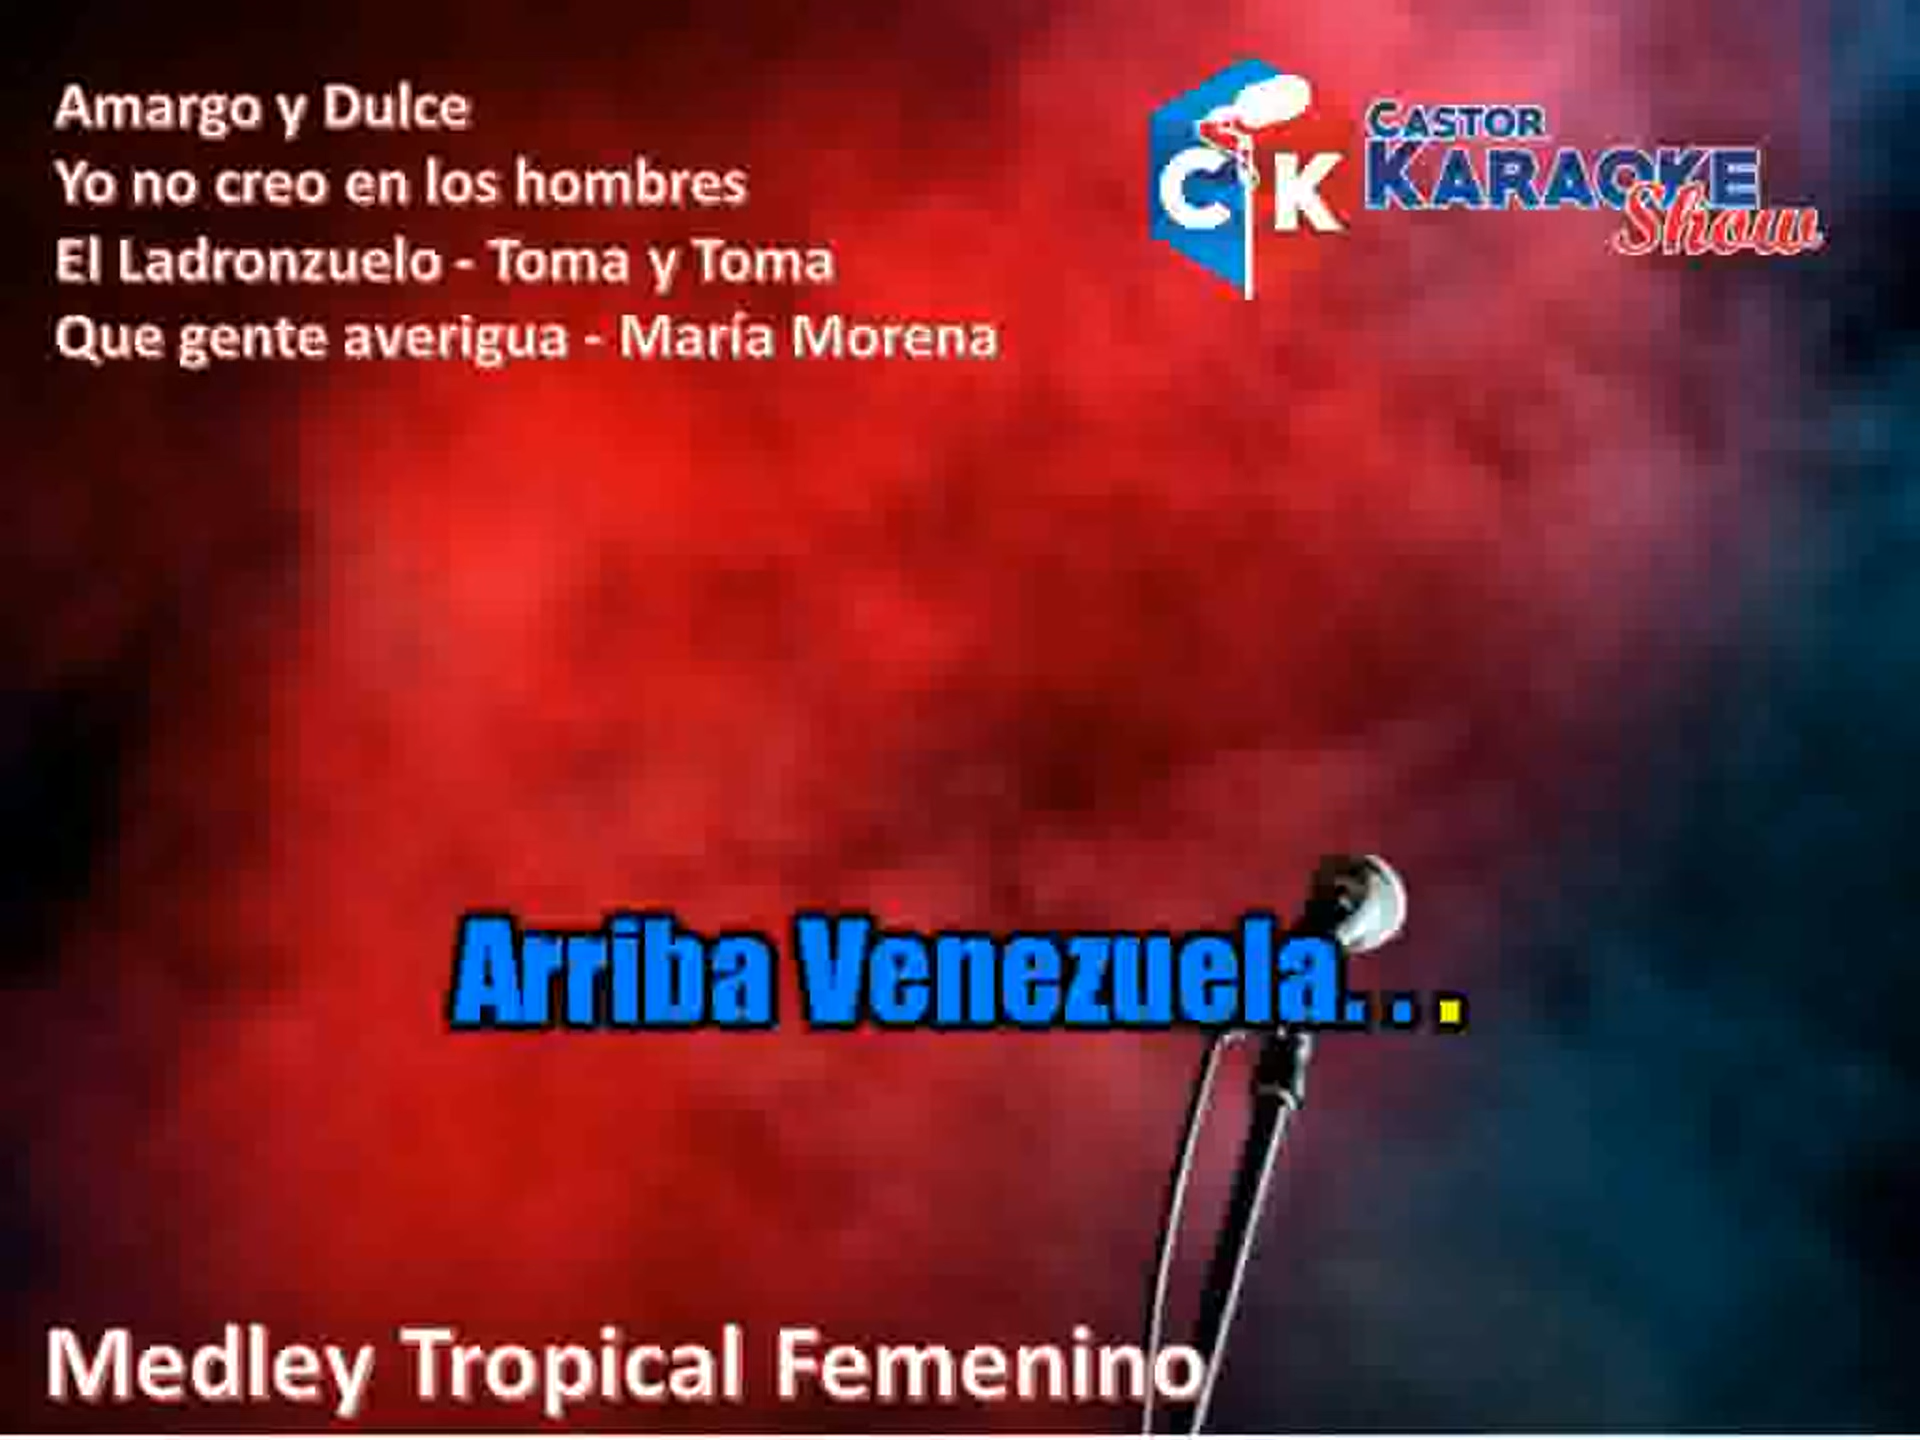 Amargo y Dulce
Yo no creo en los hombres
El Ladronzuelo - Toma y Toma
Que gente averigua - María Morena
CK
CASTOR
KARAOKE
Show
Arriba Venezuela. . .
Medley Tropical Femenino